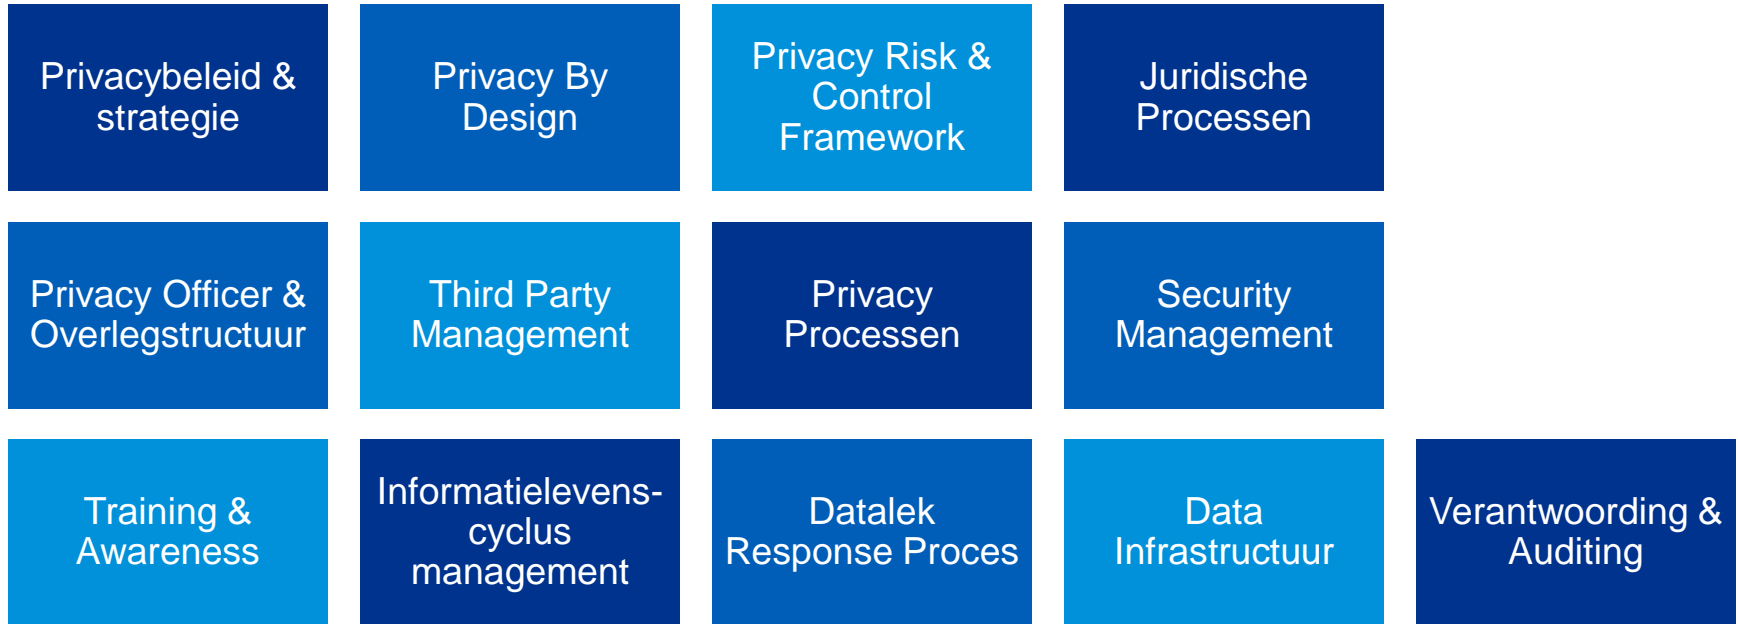 Privacybeleid &
strategie
Privacy By
Design
Privacy Risk &
Control
Framework
Juridische
Processen
Privacy Officer &
Overlegstructuur
Third Party
Management
Privacy
Processen
Security
Management
Training &
Awareness
Informatielevens-
cyclus
management
Datalek
Response Proces
Data
Infrastructuur
Verantwoording &
Auditing